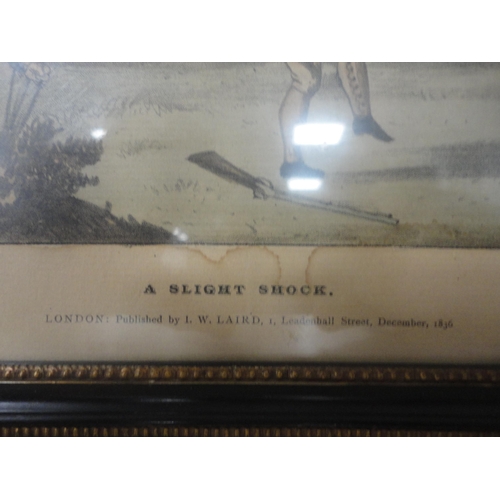 A SLIGHT SHOCK.
LONDON: Published by I. W. LAIRD, 1, Leadenhall Street, December, 1836